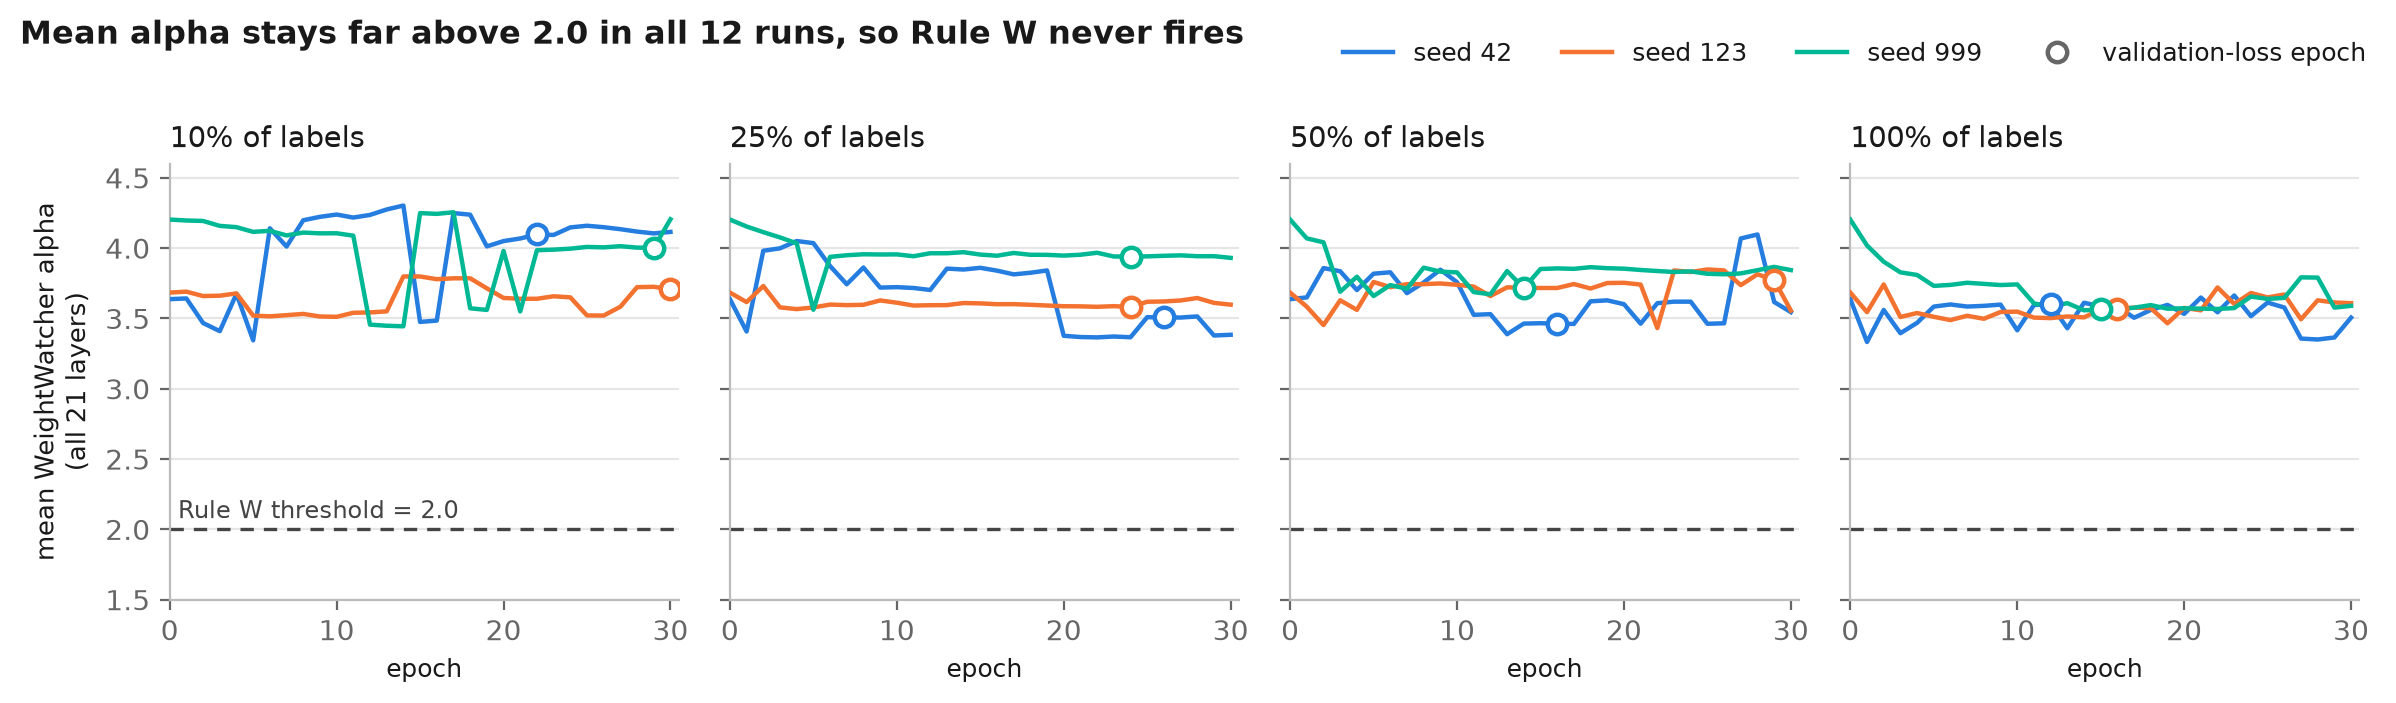 Mean alpha stays far above 2.0 in all 12 runs, so Rule W never fires
seed 42
seed 123
seed 999
validation-loss epoch
10% of labels
25% of labels
50% of labels
100% of labels
mean WeightWatcher alpha
(all 21 layers)
4.5
4.0
3.5
3.0
2.5
2.0
1.5
Rule W threshold = 2.0
0 10 20 30
0 10 20 30
0 10 20 30
0 10 20 30
epoch
epoch
epoch
epoch